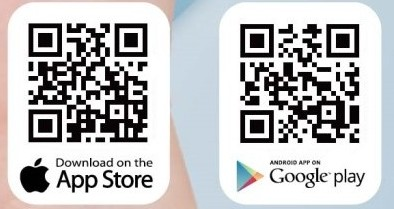 Download on the
App Store
ANDROID APP ON
Google play